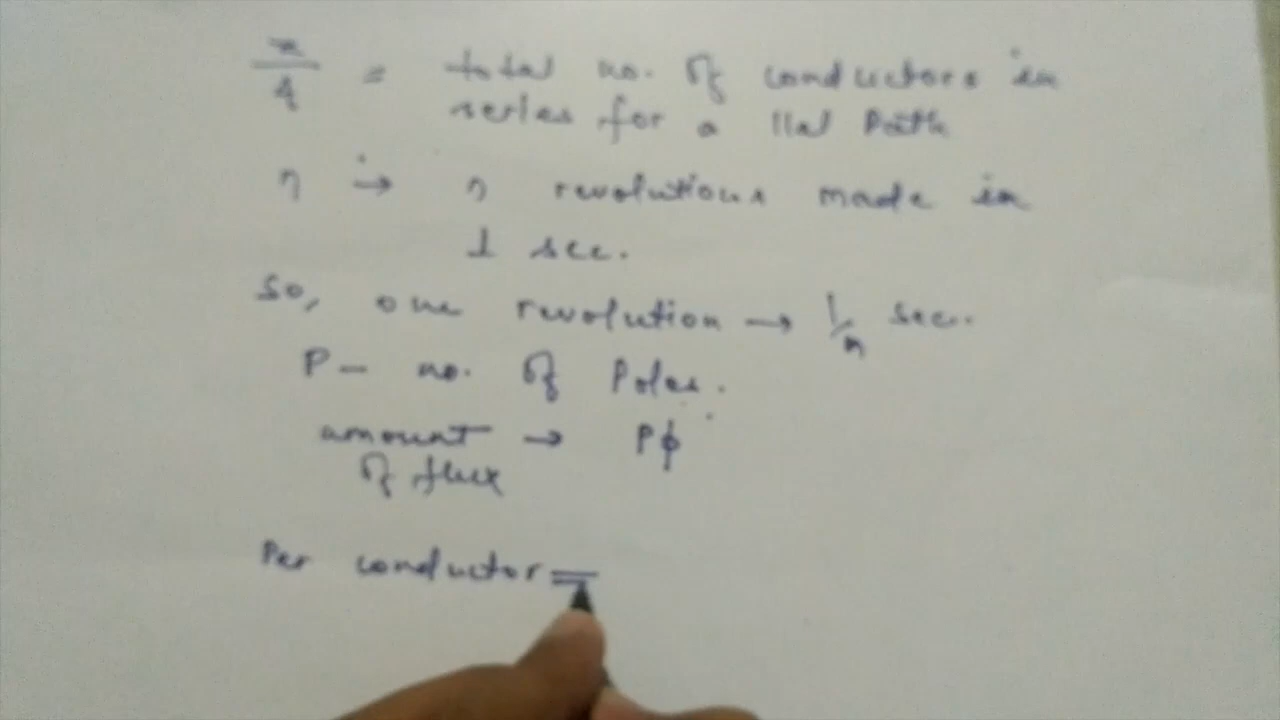 z/A = total no. of conductors in
series for a llel Path
n → n revolutions made in
1 sec.
So, one revolution → 1/n sec.
P - no. of Poles.
amount → Pϕ
of flux
Per conductor =